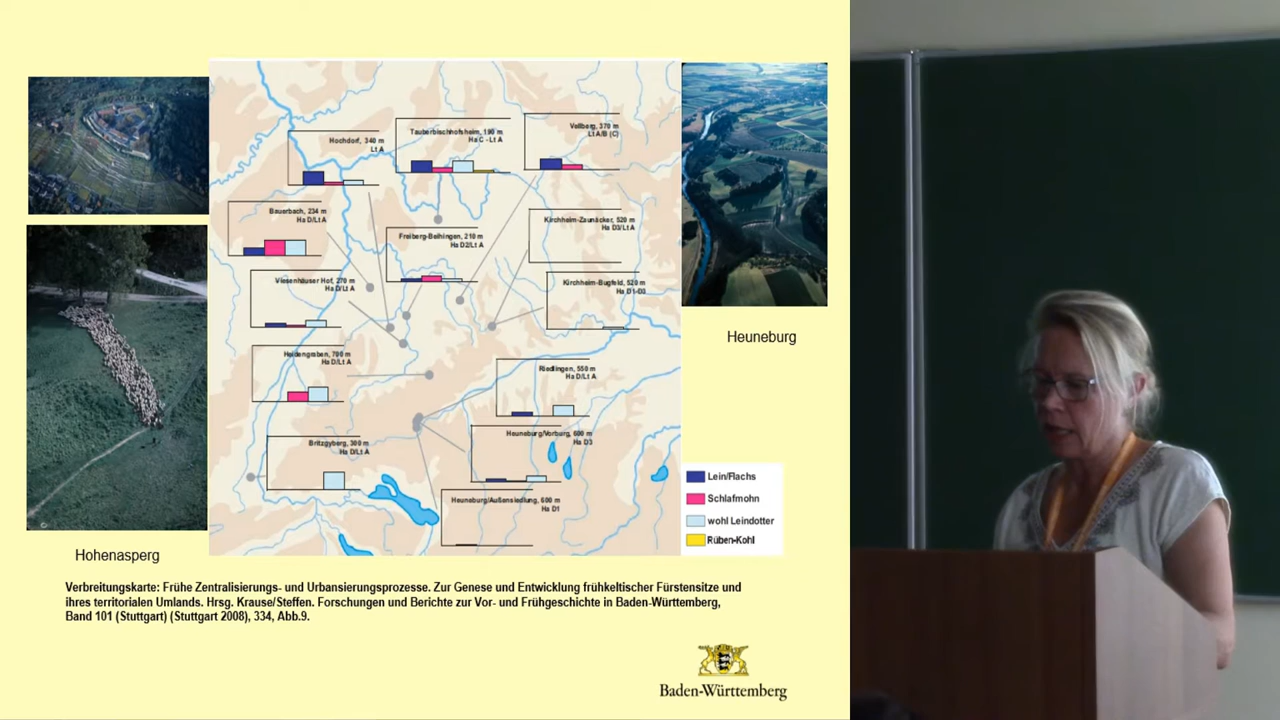 Hochdorf, 340 m
Lt A
Tauberbischhofsheim, 190 m
Ha C - Lt A
Vellberg, 370 m
Lt A/B (C)
Bauerbach, 234 m
Ha D/Lt A
Freiberg-Beihingen, 210 m
Ha D2/Lt A
Kirchheim-Zaunäcker, 520 m
Ha D3/Lt A
Viesenhäuser Hof, 270 m
Ha D/Lt A
Kirchheim-Bugfeld, 520 m
Ha D1-D3
Heidengraben, 700 m
Ha D/Lt A
Riedlingen, 550 m
Ha D/Lt A
Britzgyberg, 300 m
Ha D/Lt A
Heuneburg/Vorburg, 600 m
Ha D3
Heuneburg/Außensiedlung, 600 m
Ha D1
Heuneburg
Lein/Flachs
Schlafmohn
wohl Leindotter
Rüben-Kohl
Hohenasperg
Verbreitungskarte: Frühe Zentralisierungs- und Urbansierungsprozesse. Zur Genese und Entwicklung frühkeltischer Fürstensitze und
ihres territorialen Umlands. Hrsg. Krause/Steffen. Forschungen und Berichte zur Vor- und Frühgeschichte in Baden-Württemberg,
Band 101 (Stuttgart) (Stuttgart 2008), 334, Abb.9.
Baden-Württemberg